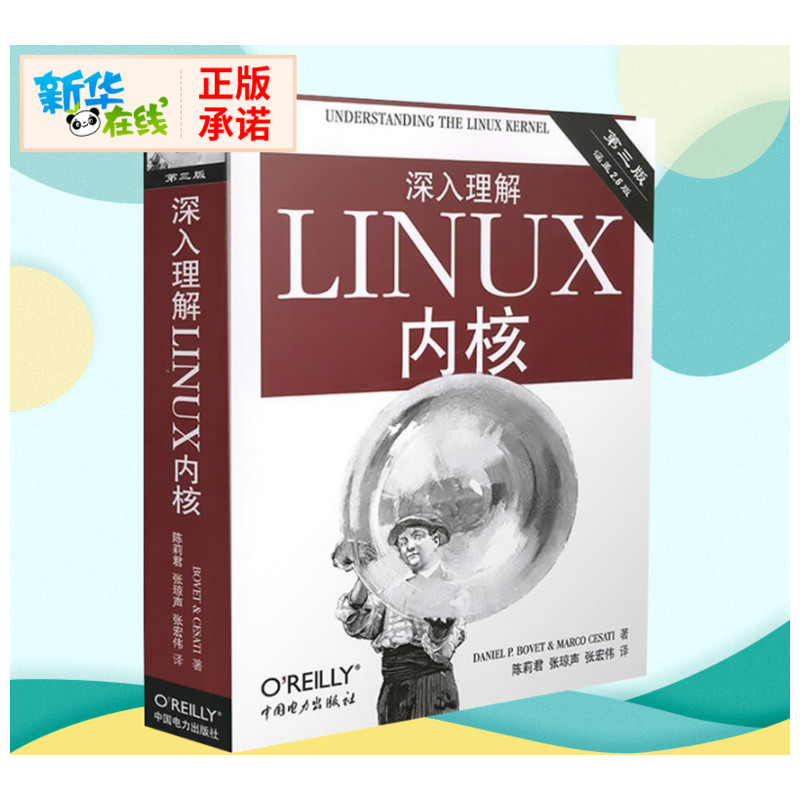 新华
在线
正版
承诺
UNDERSTANDING THE LINUX KERNEL
第三版
涵盖2.6版
深入理解
LINUX
内核
DANIEL P. BOVET & MARCO CESATI 著
陈莉君 张琼声 张宏伟 译
O'REILLY®
中国电力出版社
第三版
深入理解LINUX内核
BOVET & CESATI 著
陈莉君 张琼声 张宏伟 译
O'REILLY®
中国电力出版社